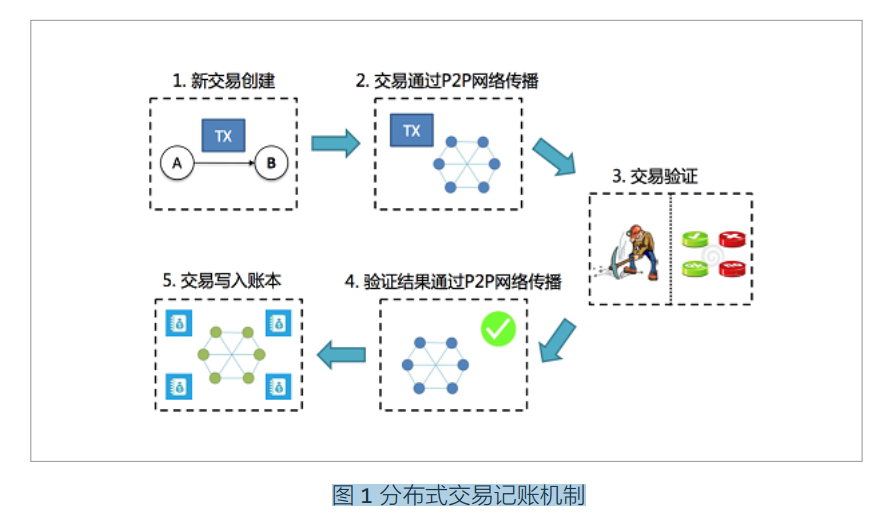 1. 新交易创建
TX
A
B
2. 交易通过P2P网络传播
TX
3. 交易验证
4. 验证结果通过P2P网络传播
5. 交易写入账本
图 1 分布式交易记账机制